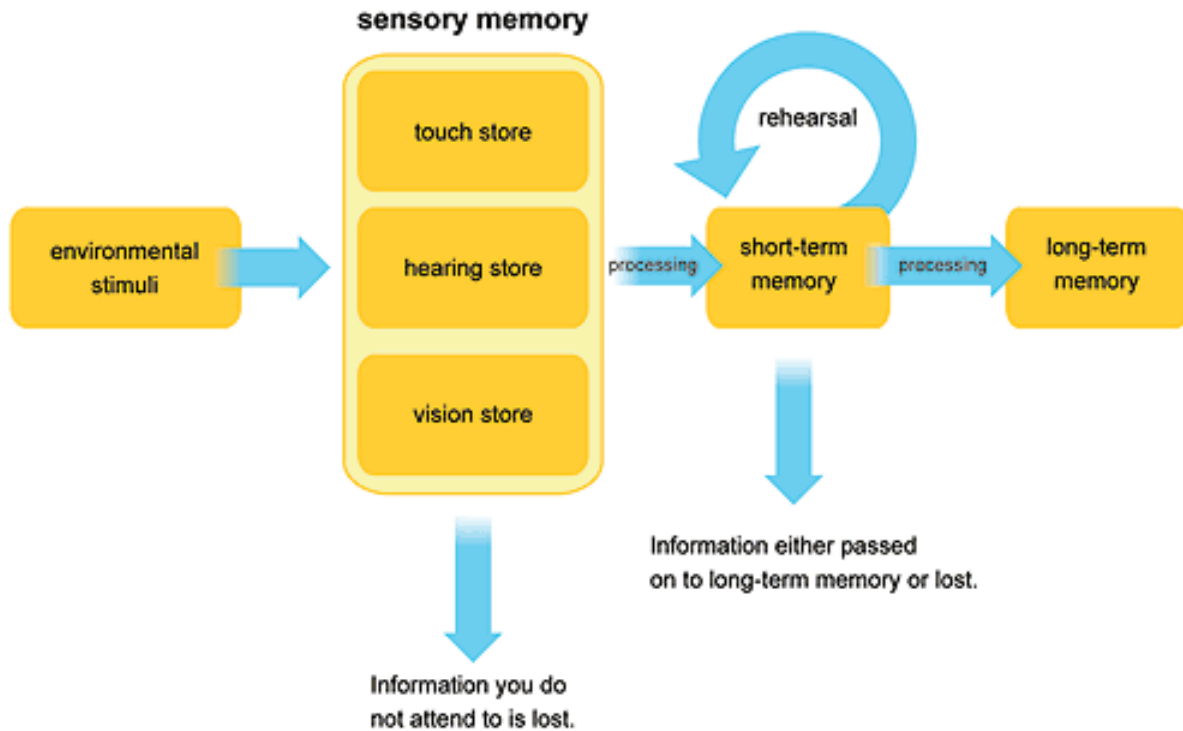 sensory memory
touch store
rehearsal
environmental
stimuli
hearing store
processing
short-term
memory
processing
long-term
memory
vision store
Information either passed
on to long-term memory or lost.
Information you do
not attend to is lost.